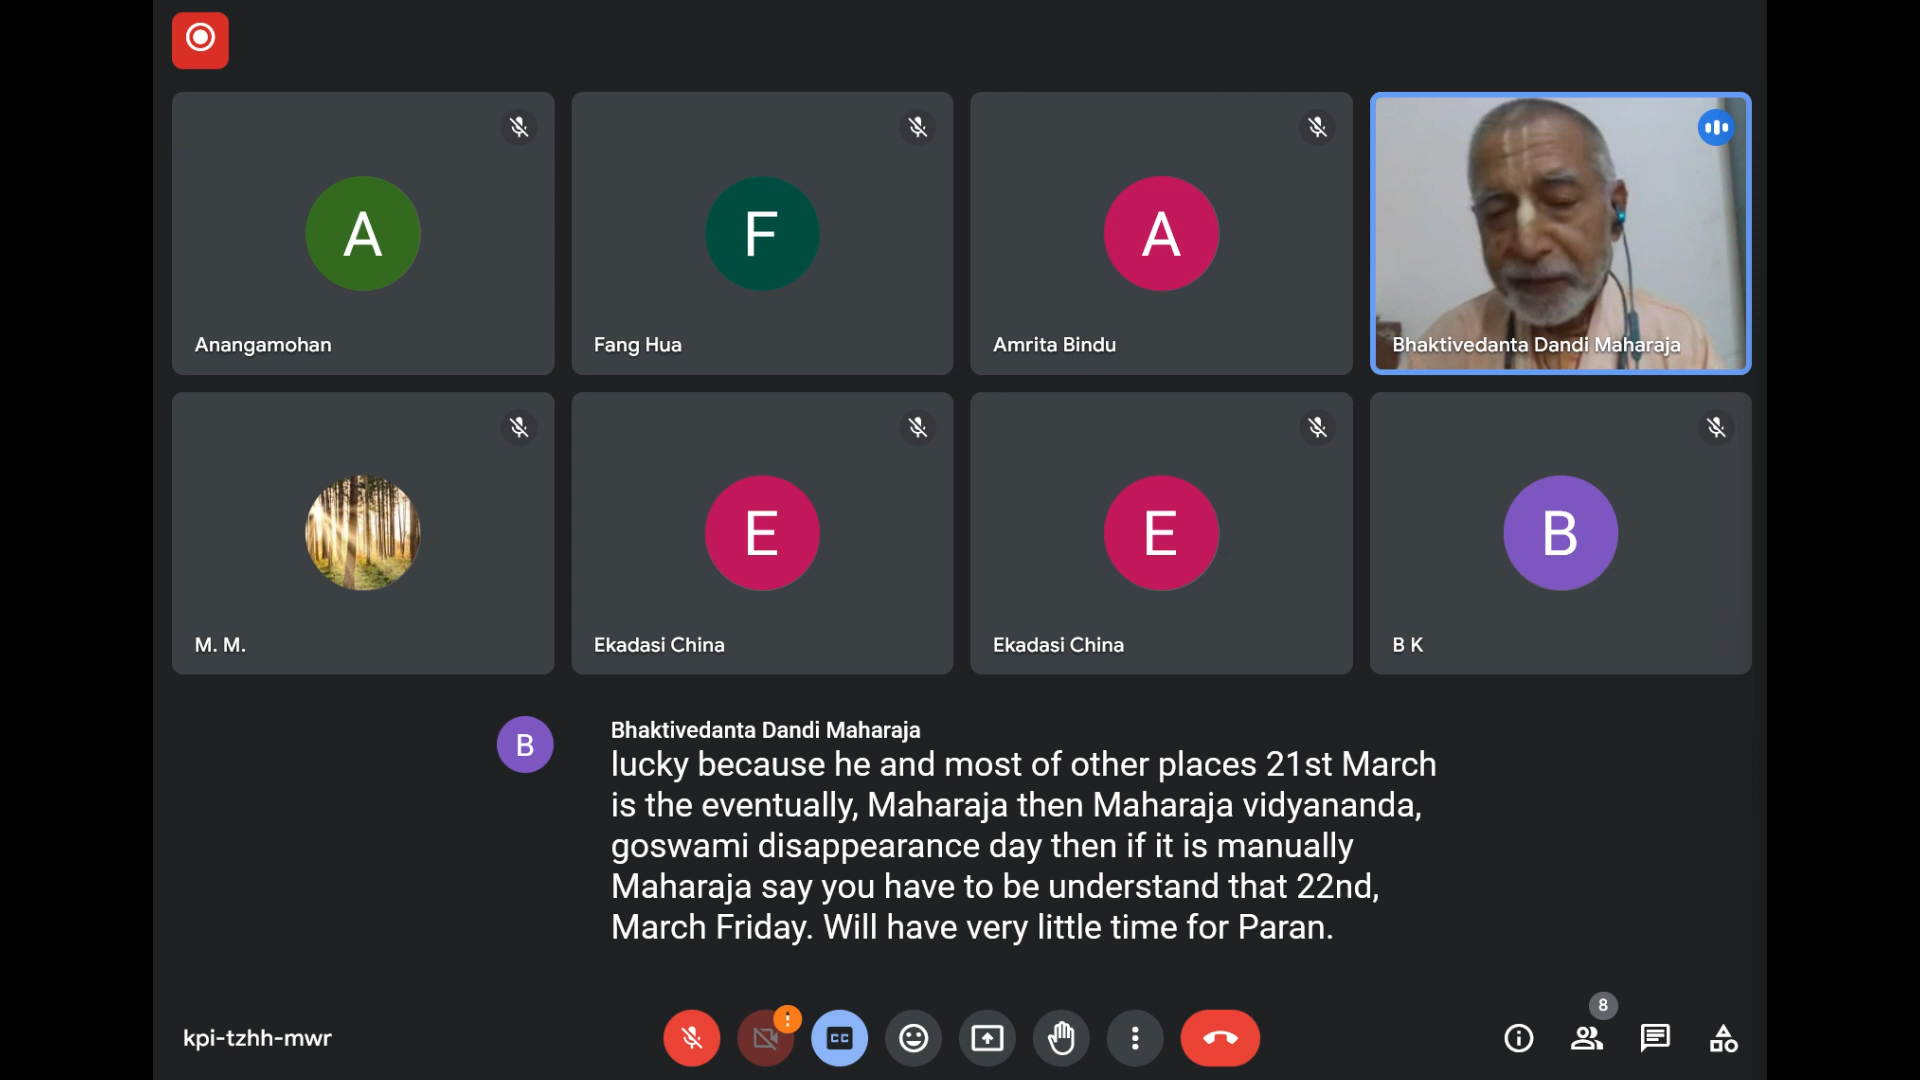 A
Anangamohan
F
Fang Hua
A
Amrita Bindu
Bhaktivedanta Dandi Maharaja
M. M.
E
Ekadasi China
E
Ekadasi China
B
B K
B
Bhaktivedanta Dandi Maharaja
lucky because he and most of other places 21st March
is the eventually, Maharaja then Maharaja vidyananda,
goswami disappearance day then if it is manually
Maharaja say you have to be understand that 22nd,
March Friday. Will have very little time for Paran.
kpi-tzhh-mwr
CC
8